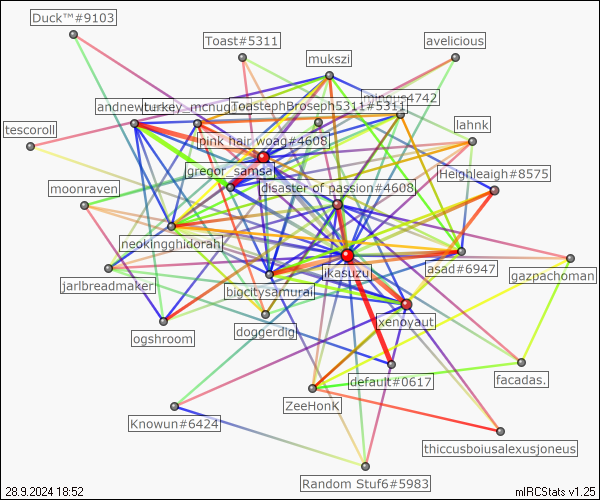 Duck™#9103
Toast#5311
avelicious
mukszi
mingus4742
andnew
turkey_mcnugg
ToastephBroseph5311#5311
tescoroll
pink hair woag#4608
lahnk
gregor_samsa
Heighleaigh#8575
moonraven
disaster of passion#4608
neokingghidorah
asad#6947
gazpachoman
jarlbreadmaker
bigcitysamurai
ikasuzu
ogshroom
doggerdig
xenoyaut
default#0617
facadas.
ZeeHonk
Knowun#6424
thiccusboiusalexusjoneus
Random Stuf6#5983
28.9.2024 18:52
mIRCStats v1.25